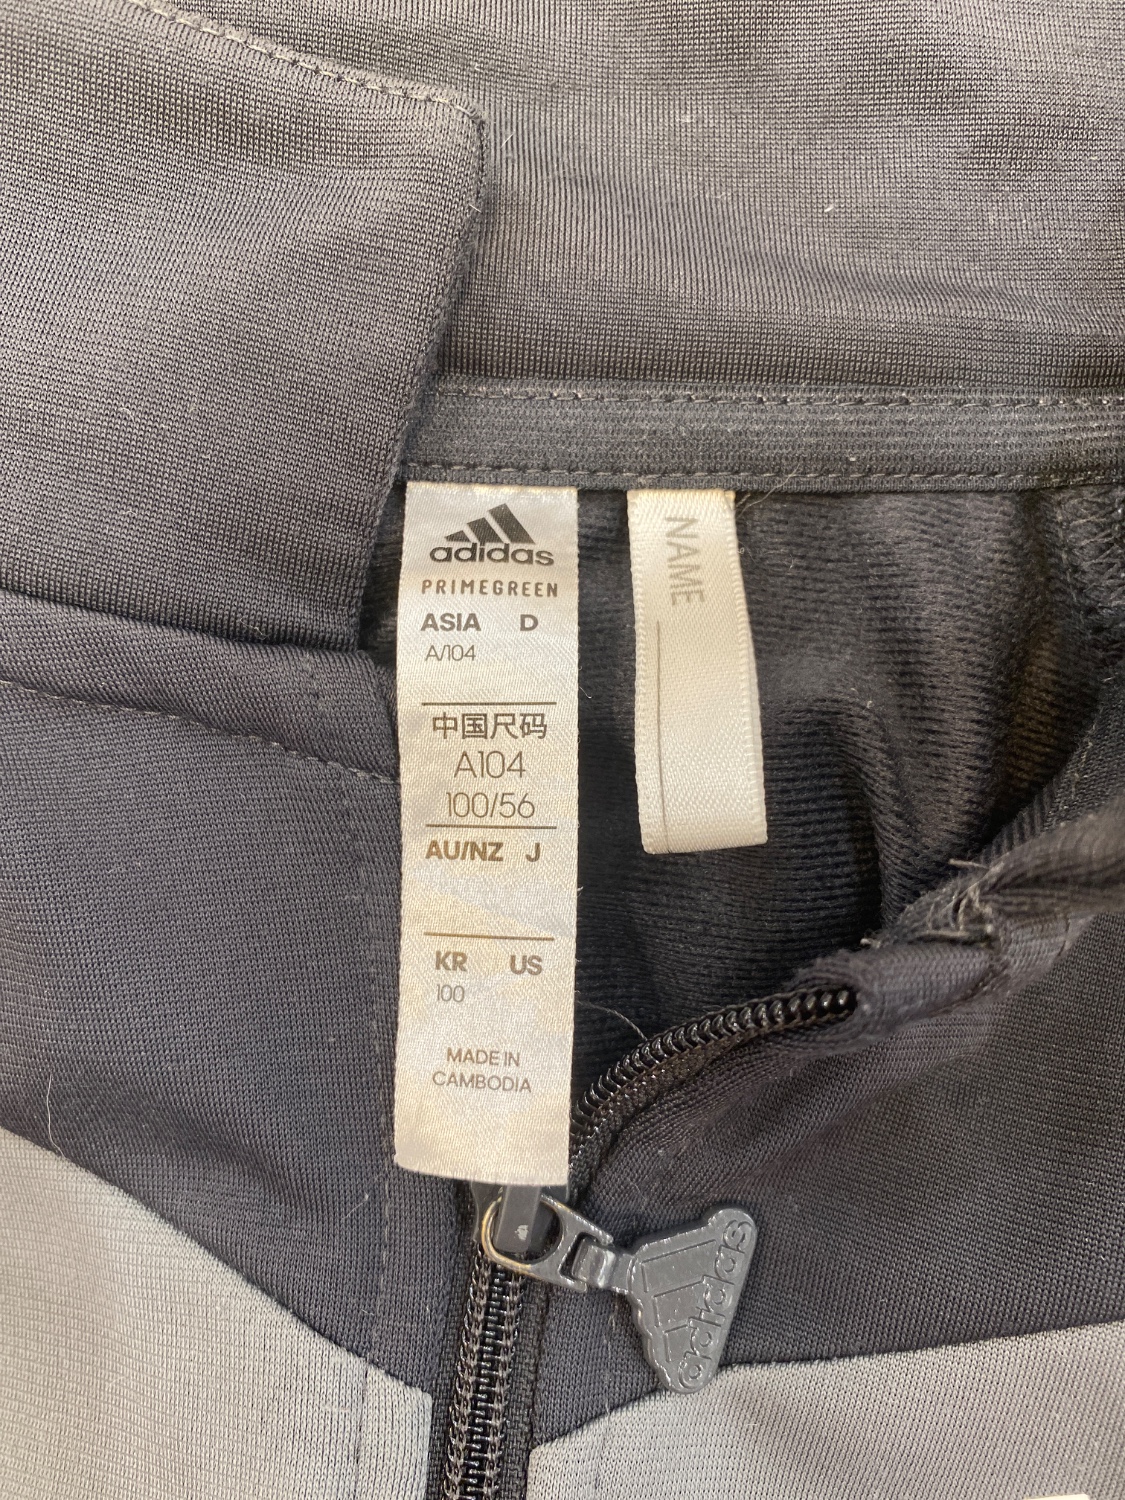 adidas
PRIMEGREEN
ASIA D
A/104
中国尺码
A104
100/56
AU/NZ J
KR US
100
MADE IN
CAMBODIA
NAME
adidas